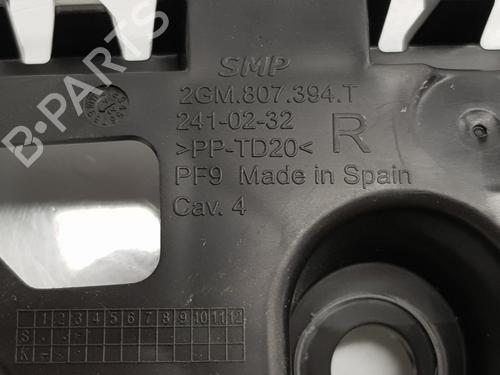 SMP
2GM.807.394.T
241-02-32
R
>PP-TD20<
PF9 Made in Spain
Cav. 4
1 2 3 4 5 6 7 8 9 10 11 12
S
K